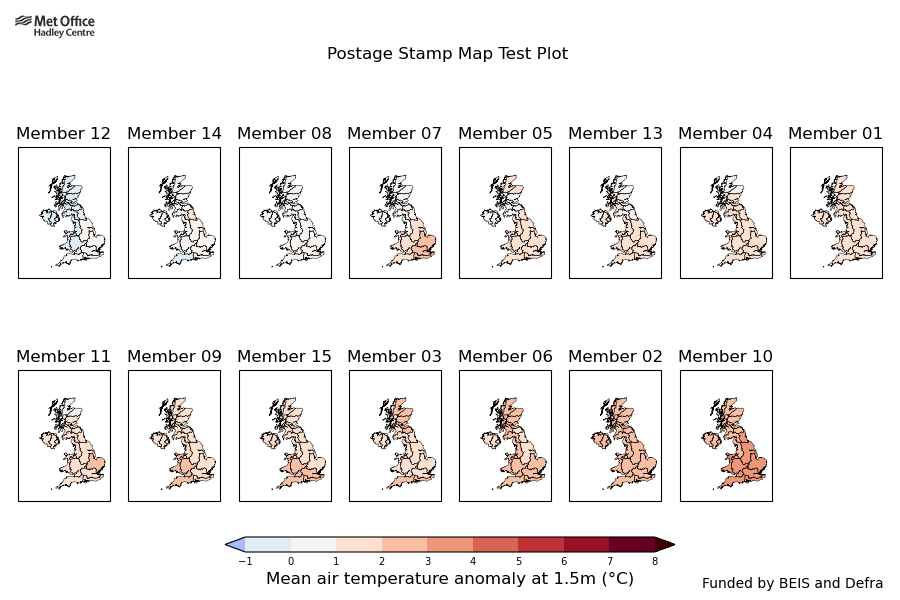 Met Office
Hadley Centre
Postage Stamp Map Test Plot
Member 12 Member 14 Member 08 Member 07 Member 05 Member 13 Member 04 Member 01
Member 11 Member 09 Member 15 Member 03 Member 06 Member 02 Member 10
−1 0 1 2 3 4 5 6 7 8
Mean air temperature anomaly at 1.5m (°C)
Funded by BEIS and Defra